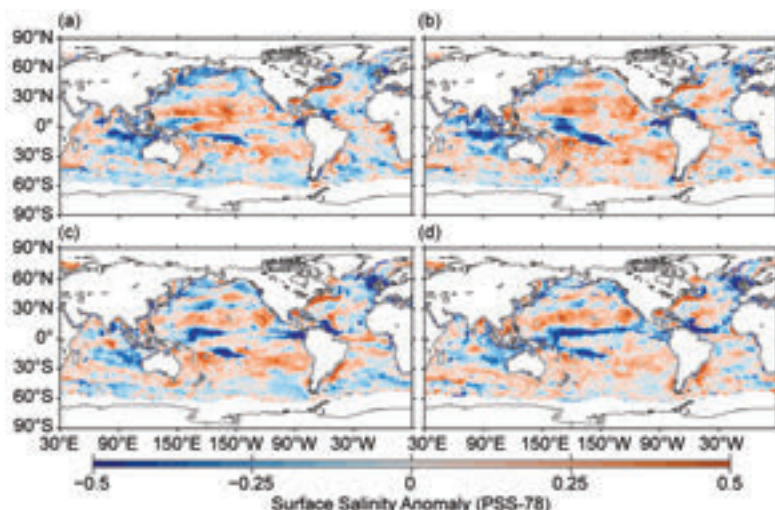 (a) (b)
90°N
60°N
30°N
0°
30°S
60°S
90°S
(c) (d)
90°N
60°N
30°N
0°
30°S
60°S
90°S
30°E 90°E 150°E 150°W 90°W 30°W 30°E 90°E 150°E 150°W 90°W 30°W
−0.5 −0.25 0 0.25 0.5
Surface Salinity Anomaly (PSS-78)